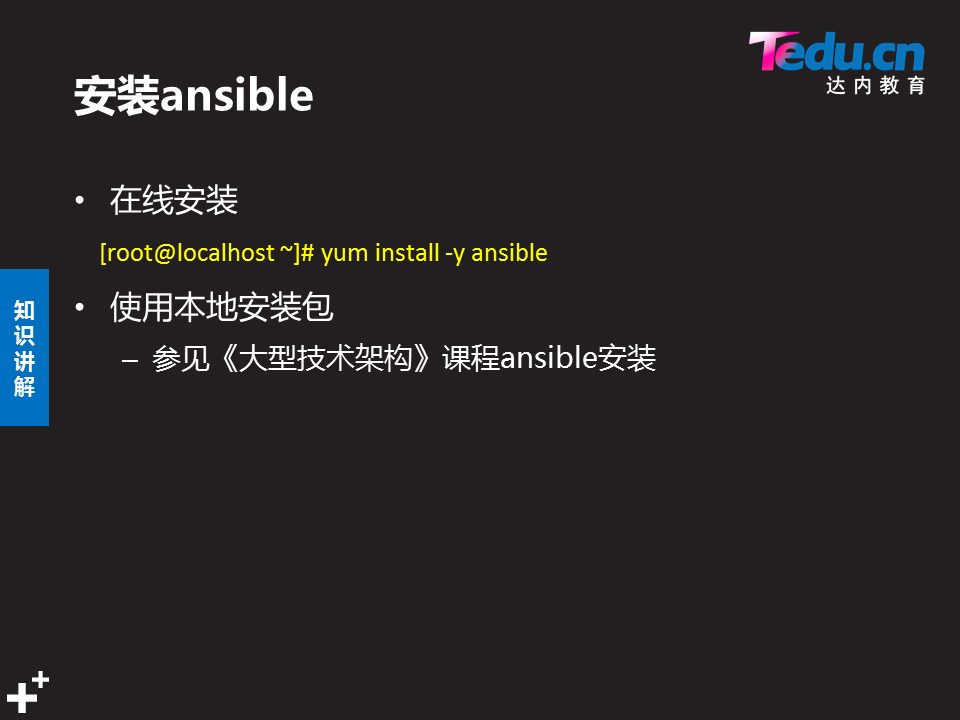 Tedu.cn
达内教育
安装ansible
• 在线安装
[root@localhost ~]# yum install -y ansible
• 使用本地安装包
– 参见《大型技术架构》课程ansible安装
知识讲解